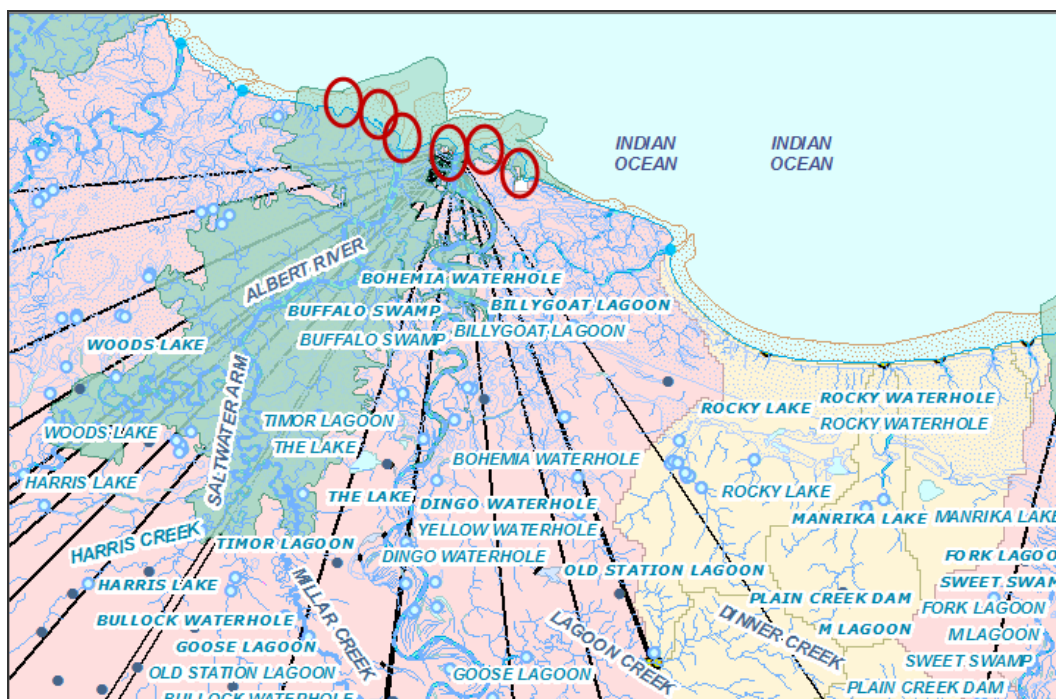 INDIAN
OCEAN
INDIAN
OCEAN
ALBERT RIVER
BOHEMIA WATERHOLE
BUFFALO SWAMP
BILLYGOAT LAGOON
BUFFALO SWAMP
BILLYGOAT LAGOON
WOODS LAKE
SALTWATER ARM
ROCKY LAKE
ROCKY WATERHOLE
ROCKY WATERHOLE
TIMOR LAGOON
WOODS LAKE
THE LAKE
BOHEMIA WATERHOLE
HARRIS LAKE
ROCKY LAKE
THE LAKE
DINGO WATERHOLE
MANRIKA LAKE
MANRIKA LAKE
YELLOW WATERHOLE
HARRIS CREEK
TIMOR LAGOON
DINGO WATERHOLE
FORK LAGOO
OLD STATION LAGOON
HARRIS LAKE
SWEET SWAM
MILLAR CREEK
PLAIN CREEK DAM
FORK LAGOON
BULLOCK WATERHOLE
LAGOON CREEK
DINNER CREEK
M LAGOON
M LAGOON
GOOSE LAGOON
SWEET SWAMP
OLD STATION LAGOON
GOOSE LAGOON
PLAIN CREEK DAM
BULLOCK WATERHOLE